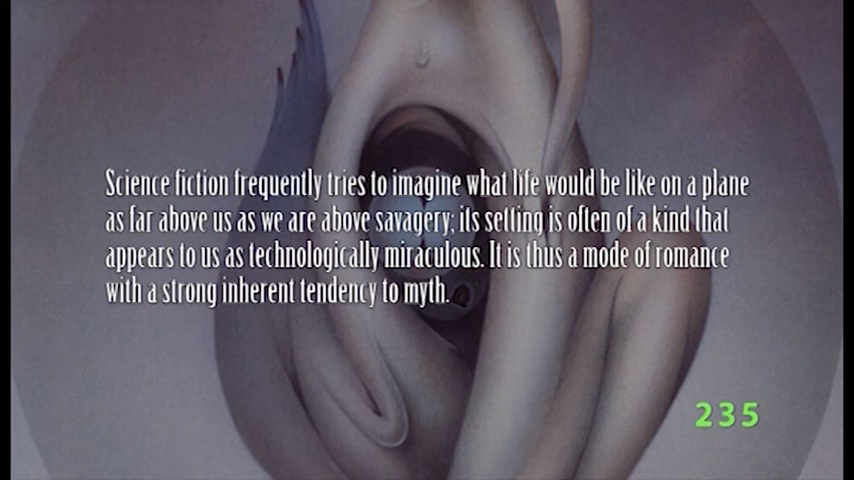 Science fiction frequently tries to imagine what life would be like on a plane
as far above us as we are above savagery; its setting is often of a kind that
appears to us as technologically miraculous. It is thus a mode of romance
with a strong inherent tendency to myth.
235